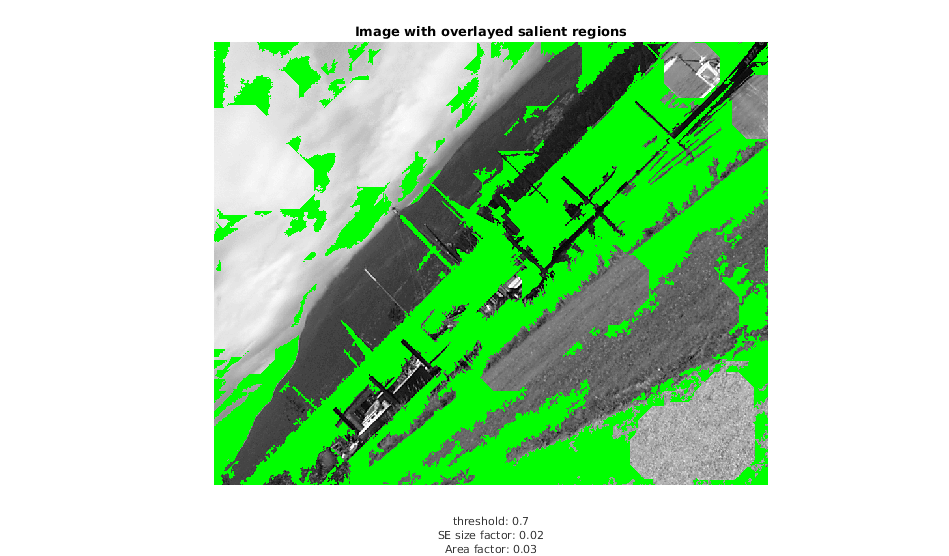 Image with overlayed salient regions
threshold: 0.7
SE size factor: 0.02
Area factor: 0.03